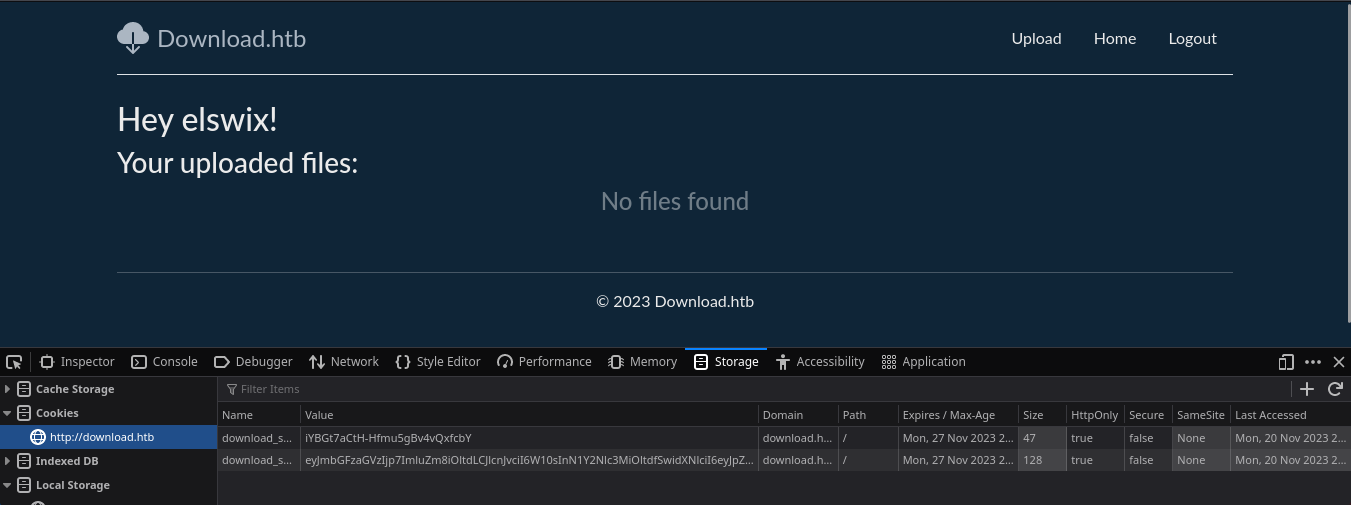 Download.htb
Upload Home Logout
Hey elswix!
Your uploaded files:
No files found
© 2023 Download.htb
Inspector Console Debugger Network Style Editor Performance Memory Storage Accessibility Application
Cache Storage
Filter Items
Cookies
Name Value Domain Path Expires / Max-Age Size HttpOnly Secure SameSite Last Accessed
http://download.htb
download_s... iYBGt7aCtH-Hfmu5gBv4vQxfcbY download.h... / Mon, 27 Nov 2023 2... 47 true false None Mon, 20 Nov 2023 2...
Indexed DB
download_s... download.h... / Mon, 27 Nov 2023 2... 128 true false None Mon, 20 Nov 2023 2...
Local Storage